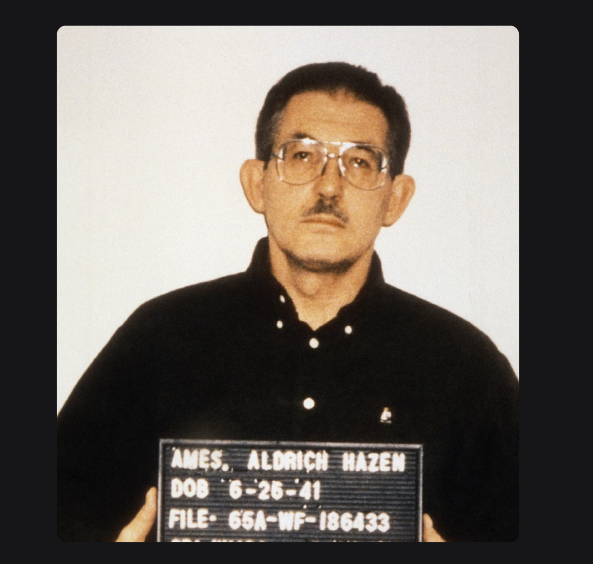 AMES, ALDRICH HAZEN
DOB 6-26-41
FILE· 65A-WF-186433